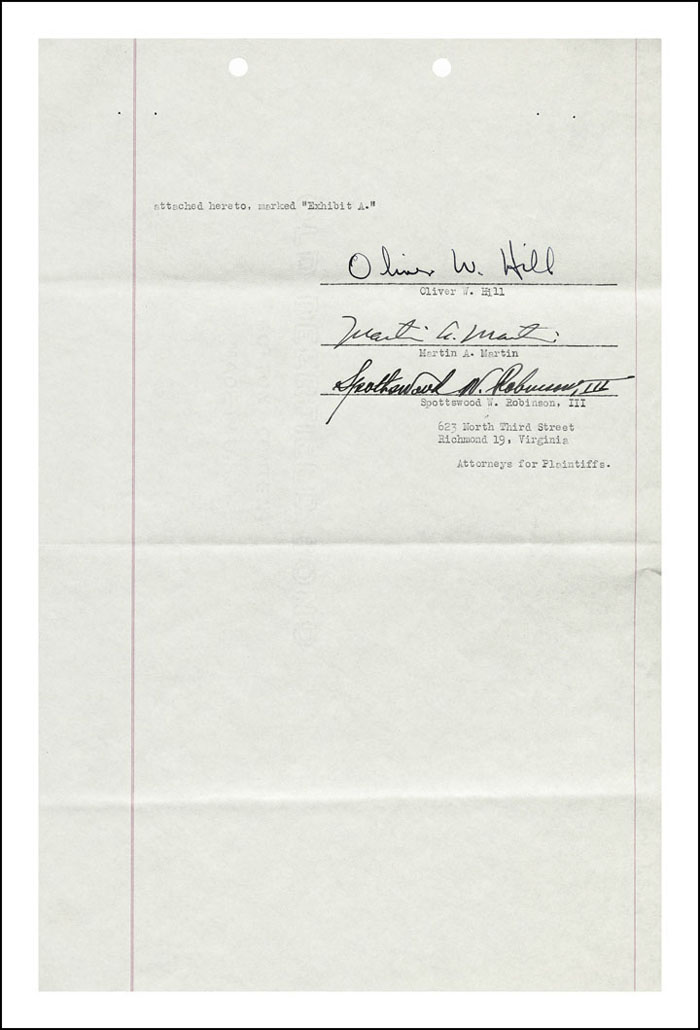 attached hereto, marked "Exhibit A."
Oliver W. Hill
Oliver W. Hill
Martin A. Martin
Martin A. Martin
Spottswood W. Robinson, III
Spottswood W. Robinson, III
623 North Third Street
Richmond 19, Virginia
Attorneys for Plaintiffs.